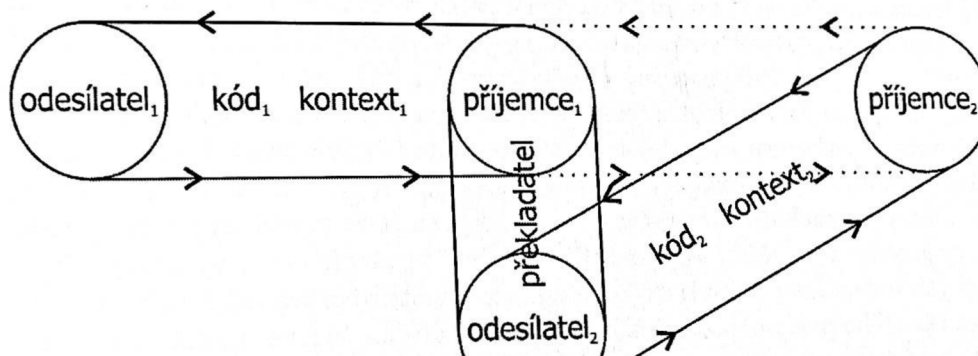 odesílatel₁ kód₁ kontext₁ příjemce₁ příjemce₂
překladatel
kód₂ kontext₂
odesílatel₂